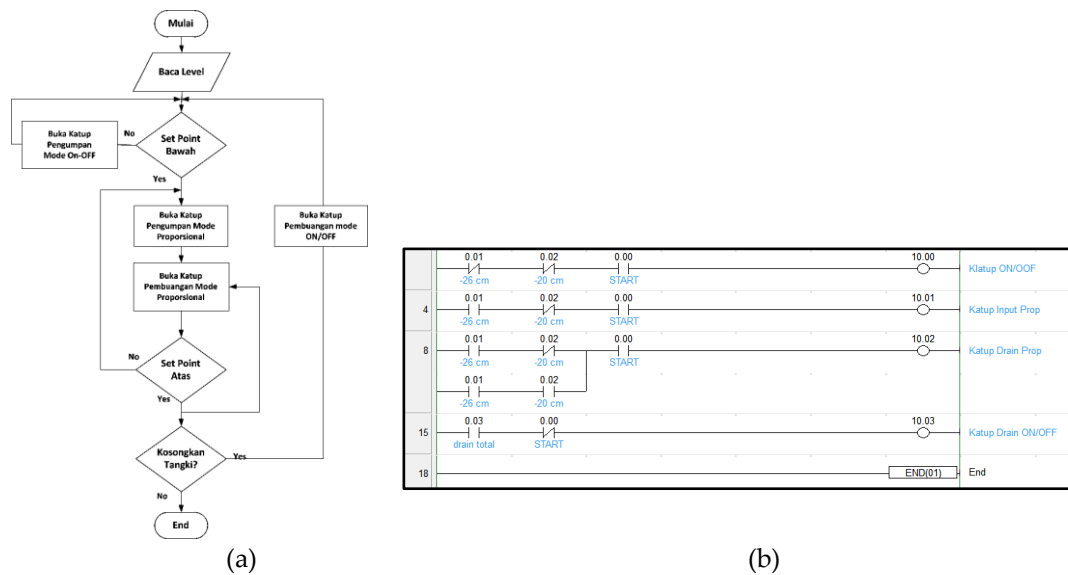 Mulai
Baca Level
Set Point
Bawah
No
Buka Katup
Pengumpan
Mode On-OFF
Yes
Buka Katup
Pengumpan Mode
Proporsional
Buka Katup
Pembuangan mode
ON/OFF
Buka Katup
Pembuangan Mode
Proporsional
No
Set Point
Atas
Yes
Kosongkan
Tangki?
Yes
No
End
(a)
0.01 0.02 0.00 10.00
Klatup ON/OOF
-26 cm -20 cm START
4 0.01 0.02 0.00 10.01
Katup Input Prop
-26 cm -20 cm START
8 0.01 0.02 0.00 10.02
Katup Drain Prop
-26 cm -20 cm START
0.01 0.02
-26 cm -20 cm
15 0.03 0.00 10.03
Katup Drain ON/OFF
drain total START
18 END(01) End
(b)